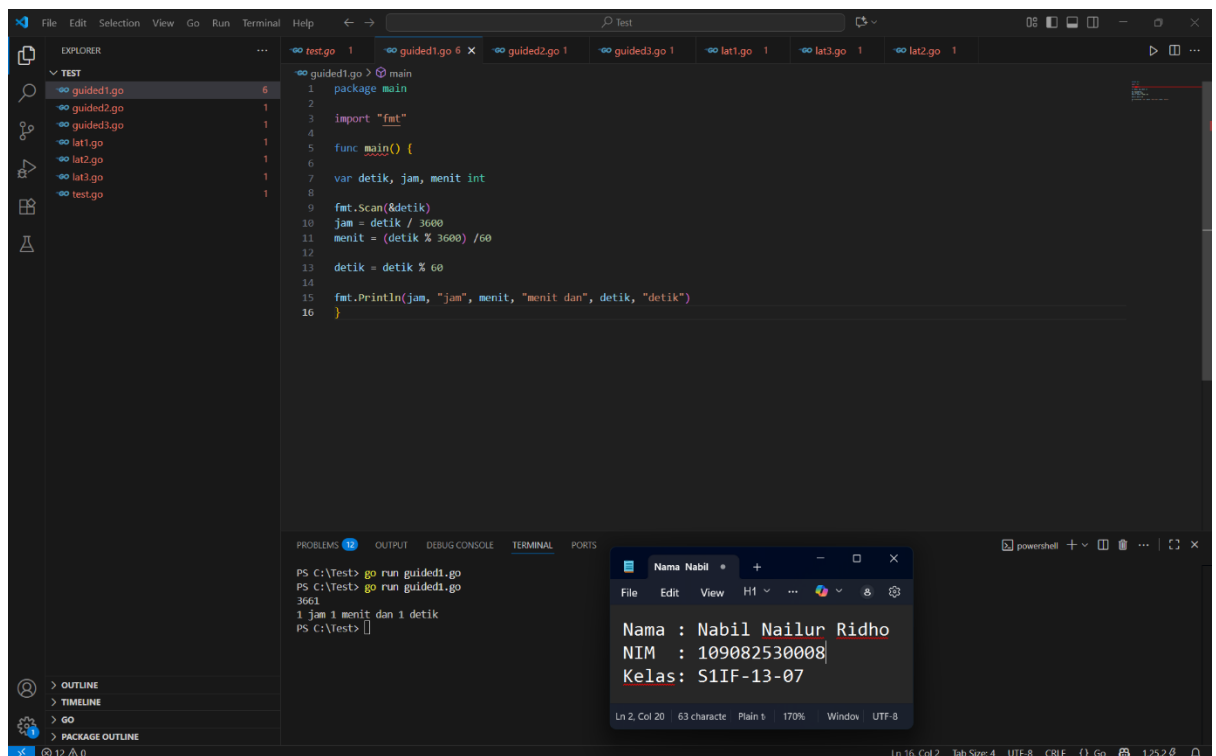 File Edit Selection View Go Run Terminal Help
Test
EXPLORER
TEST
guided1.go 6
guided2.go 1
guided3.go 1
lat1.go 1
lat2.go 1
lat3.go 1
test.go 1
OUTLINE
TIMELINE
GO
PACKAGE OUTLINE
test.go 1 guided1.go 6 guided2.go 1 guided3.go 1 lat1.go 1 lat3.go 1 lat2.go 1
guided1.go > main
1 package main
2
3 import "fmt"
4
5 func main() {
6
7 var detik, jam, menit int
8
9 fmt.Scan(&detik)
10 jam = detik / 3600
11 menit = (detik % 3600) /60
12
13 detik = detik % 60
14
15 fmt.Println(jam, "jam", menit, "menit dan", detik, "detik")
16 }
PROBLEMS 12 OUTPUT DEBUG CONSOLE TERMINAL PORTS
powershell
PS C:\Test> go run guided1.go
PS C:\Test> go run guided1.go
3661
1 jam 1 menit dan 1 detik
PS C:\Test>
Nama Nabil
File Edit View H1
Nama : Nabil Nailur Ridho
NIM : 109082530008
Kelas: S1IF-13-07
Ln 2, Col 20 63 characte Plain t 170% Window UTF-8
12 0 Ln 16, Col 2 Tab Size: 4 UTF-8 CRLF {} Go 1.25.2